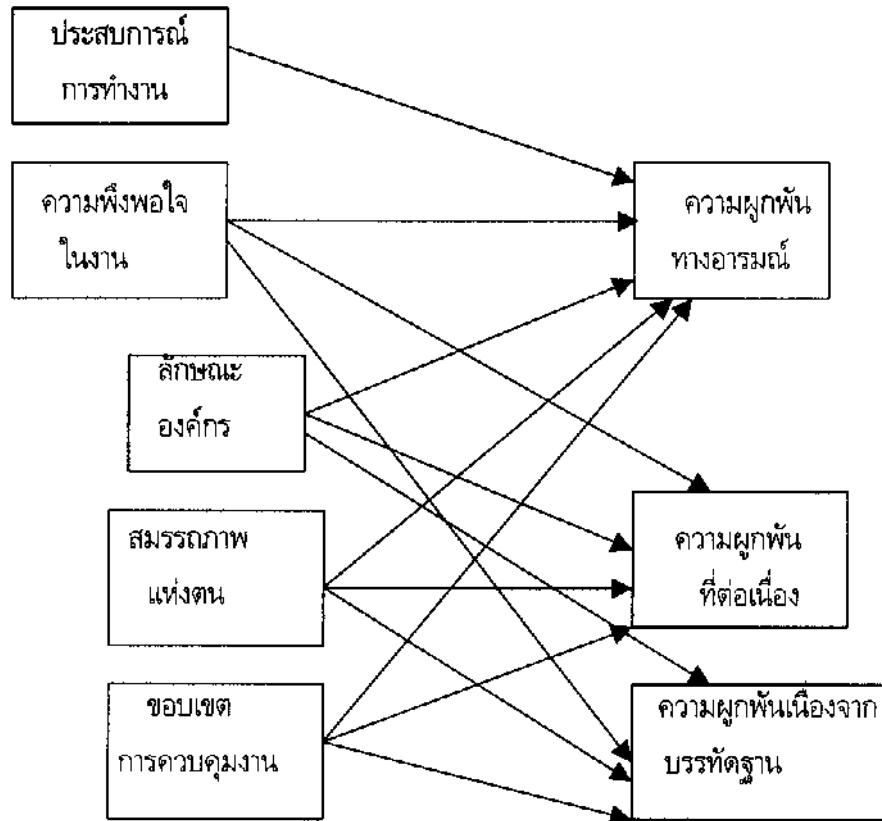 ประสบการณ์
การทำงาน
ความพึงพอใจ
ในงาน
ลักษณะ
องค์กร
สมรรถภาพ
แห่งตน
ขอบเขต
การควบคุมงาน
ความผูกพัน
ทางอารมณ์
ความผูกพัน
ที่ต่อเนื่อง
ความผูกพันเนื่องจาก
บรรทัดฐาน